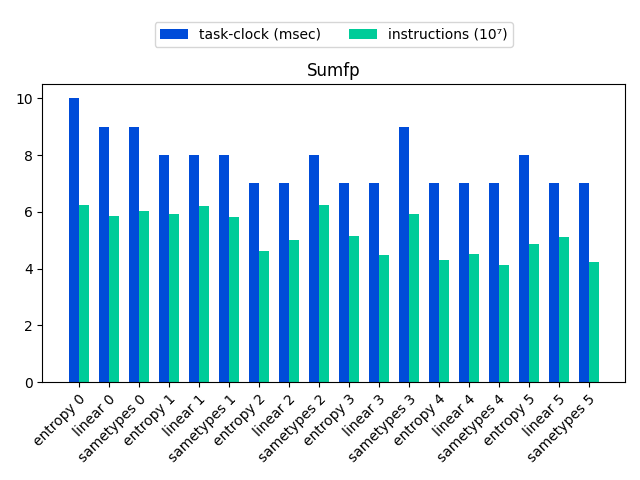 task-clock (msec)
instructions (10⁷)
Sumfp
10
8
6
4
2
0
entropy 0
linear 0
sametypes 0
entropy 1
linear 1
sametypes 1
entropy 2
linear 2
sametypes 2
entropy 3
linear 3
sametypes 3
entropy 4
linear 4
sametypes 4
entropy 5
linear 5
sametypes 5